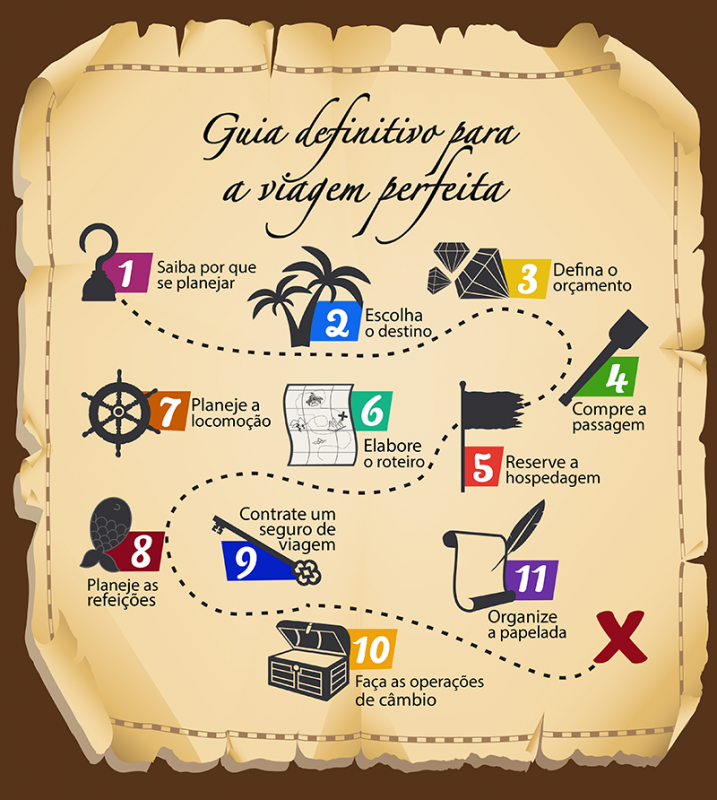 Guia definitivo para
a viagem perfeita
1
Saiba por que
se planejar
2
Escolha
o destino
3
Defina o
orçamento
4
Compre a
passagem
5
Reserve a
hospedagem
6
Elabore
o roteiro
7
Planeje a
locomoção
8
Planeje as
refeições
9
Contrate um
seguro de
viagem
10
Faça as operações
de câmbio
11
Organize
a papelada